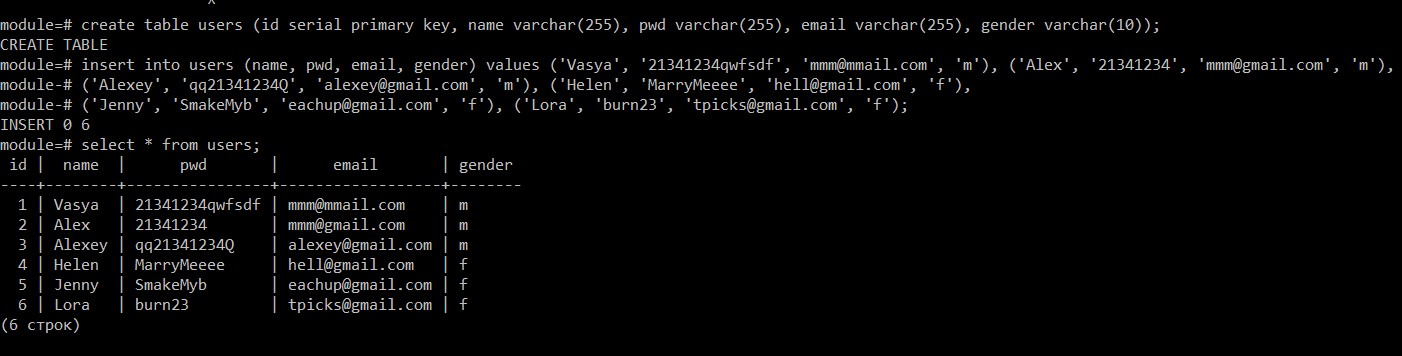 module=# create table users (id serial primary key, name varchar(255), pwd varchar(255), email varchar(255), gender varchar(10));
CREATE TABLE
module=# insert into users (name, pwd, email, gender) values ('Vasya', '21341234qwfsdf', 'mmm@mmail.com', 'm'), ('Alex', '21341234', 'mmm@gmail.com', 'm'),
module=# ('Alexey', 'qq21341234Q', 'alexey@gmail.com', 'm'), ('Helen', 'MarryMeeee', 'hell@gmail.com', 'f'),
module=# ('Jenny', 'SmakeMyb', 'eachup@gmail.com', 'f'), ('Lora', 'burn23', 'tpicks@gmail.com', 'f');
INSERT 0 6
module=# select * from users;
 id |  name  |      pwd       |      email       | gender
----+--------+----------------+------------------+--------
  1 | Vasya  | 21341234qwfsdf | mmm@mmail.com    | m
  2 | Alex   | 21341234       | mmm@gmail.com    | m
  3 | Alexey | qq21341234Q    | alexey@gmail.com | m
  4 | Helen  | MarryMeeee     | hell@gmail.com   | f
  5 | Jenny  | SmakeMyb       | eachup@gmail.com | f
  6 | Lora   | burn23         | tpicks@gmail.com | f
(6 строк)